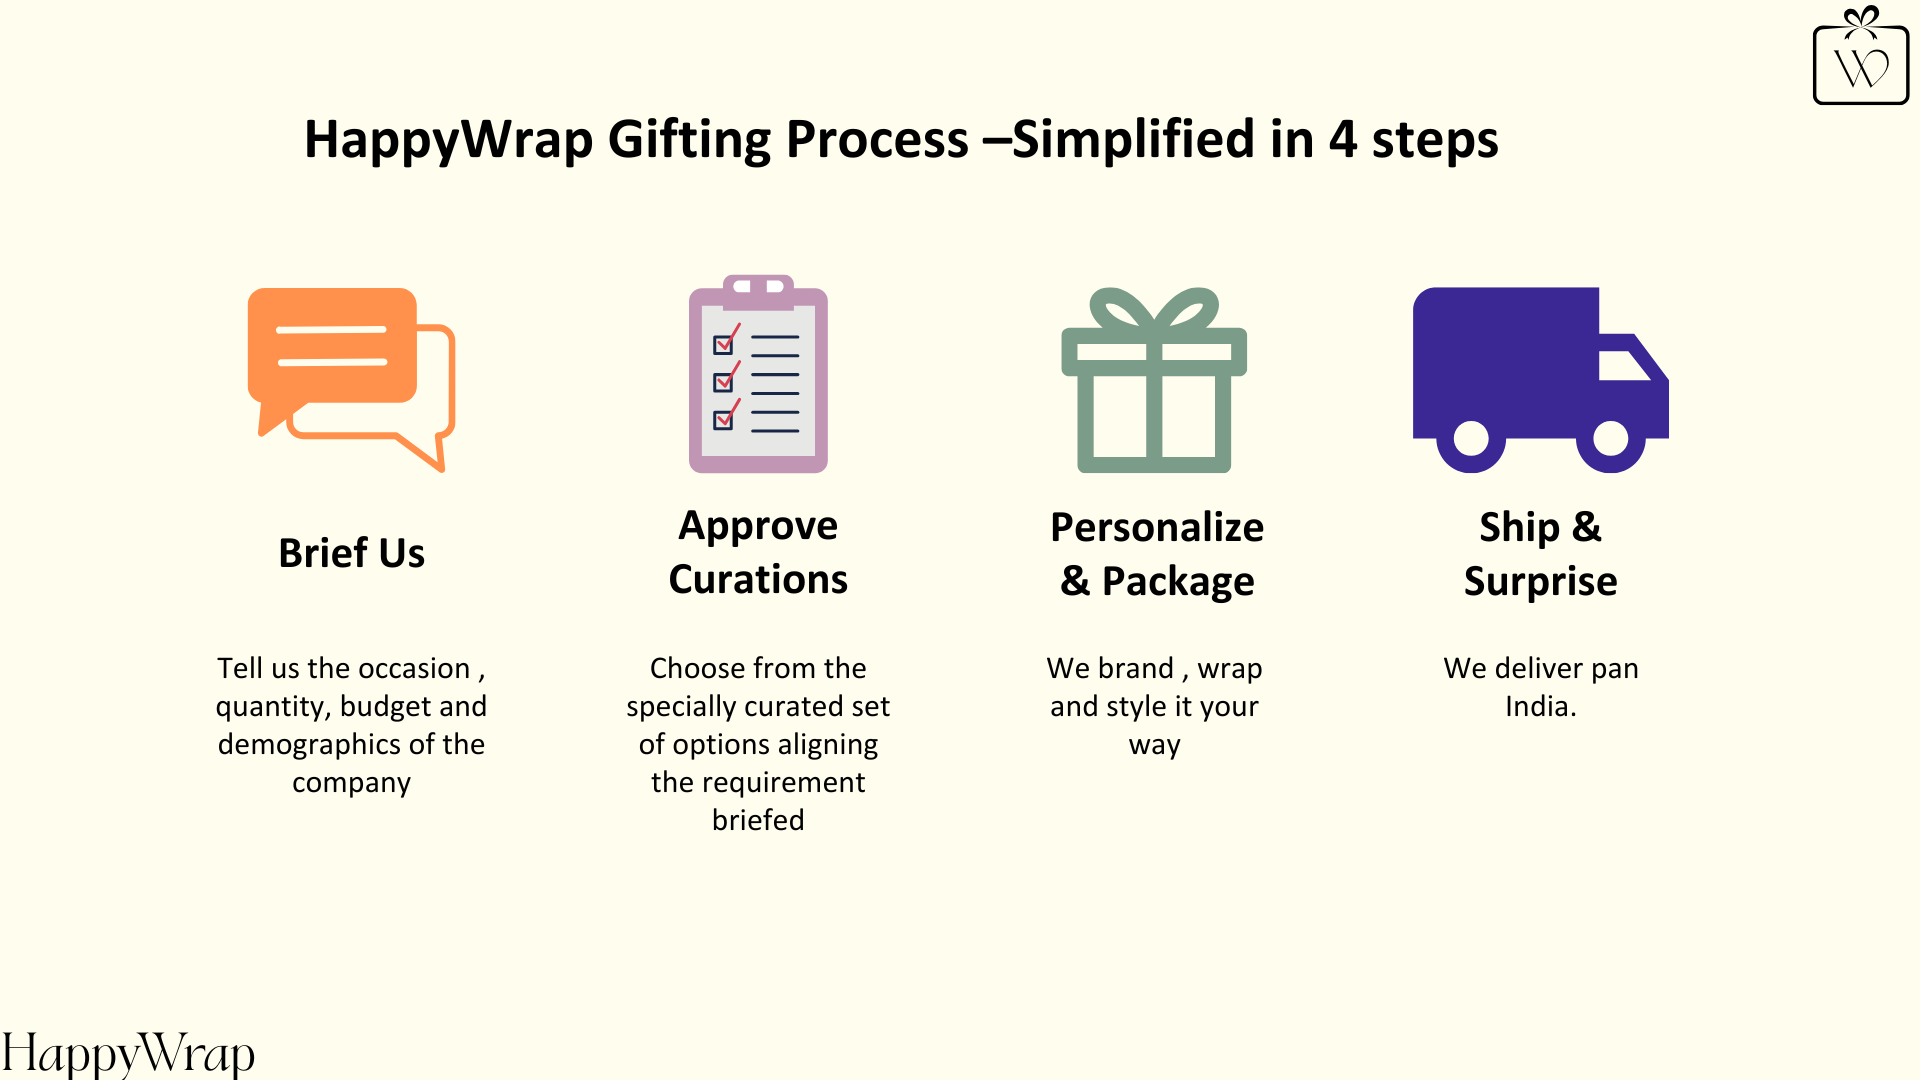 HappyWrap Gifting Process –Simplified in 4 steps
Brief Us
Tell us the occasion ,
quantity, budget and
demographics of the
company
Approve
Curations
Choose from the
specially curated set
of options aligning
the requirement
briefed
Personalize
& Package
We brand , wrap
and style it your
way
Ship &
Surprise
We deliver pan
India.
HappyWrap